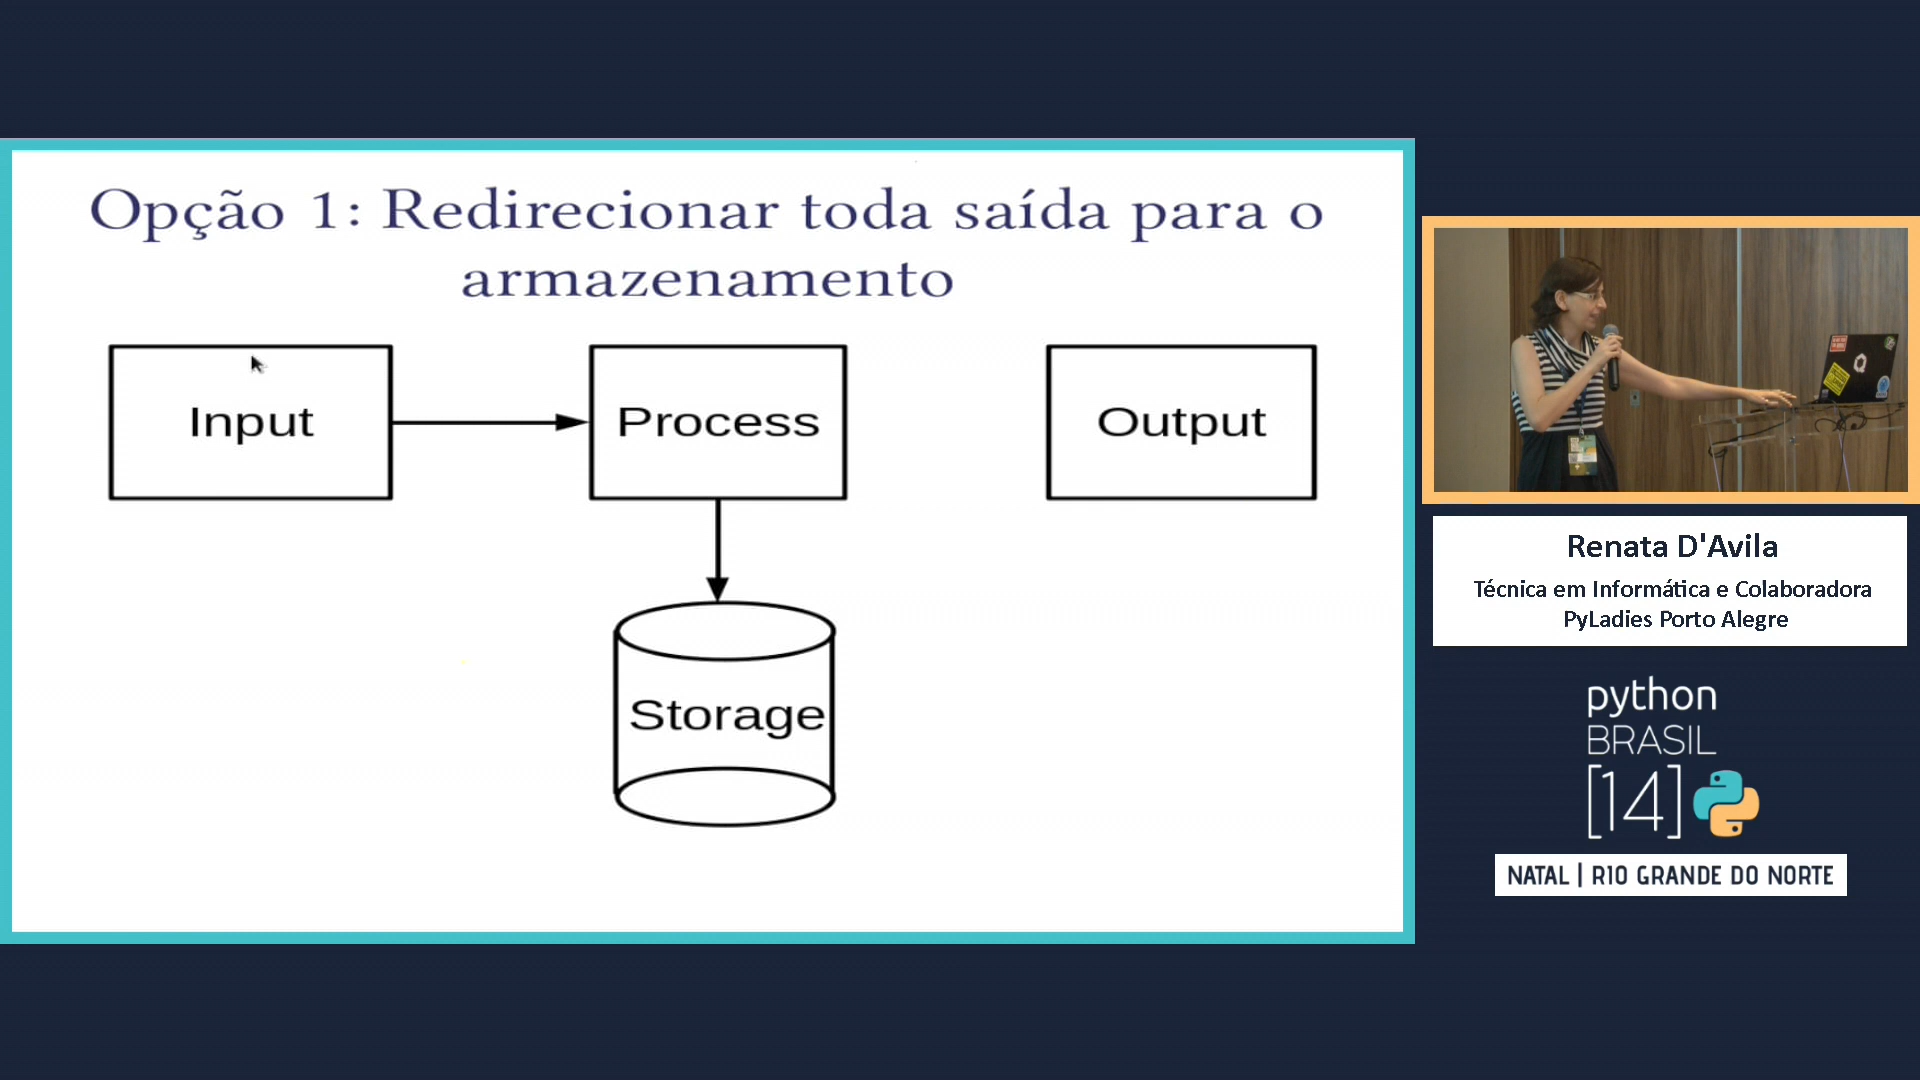 Opção 1: Redirecionar toda saída para o
armazenamento
Input
Process
Output
Storage
Renata D'Avila
Técnica em Informática e Colaboradora
PyLadies Porto Alegre
python
BRASIL
[14]
NATAL | RIO GRANDE DO NORTE